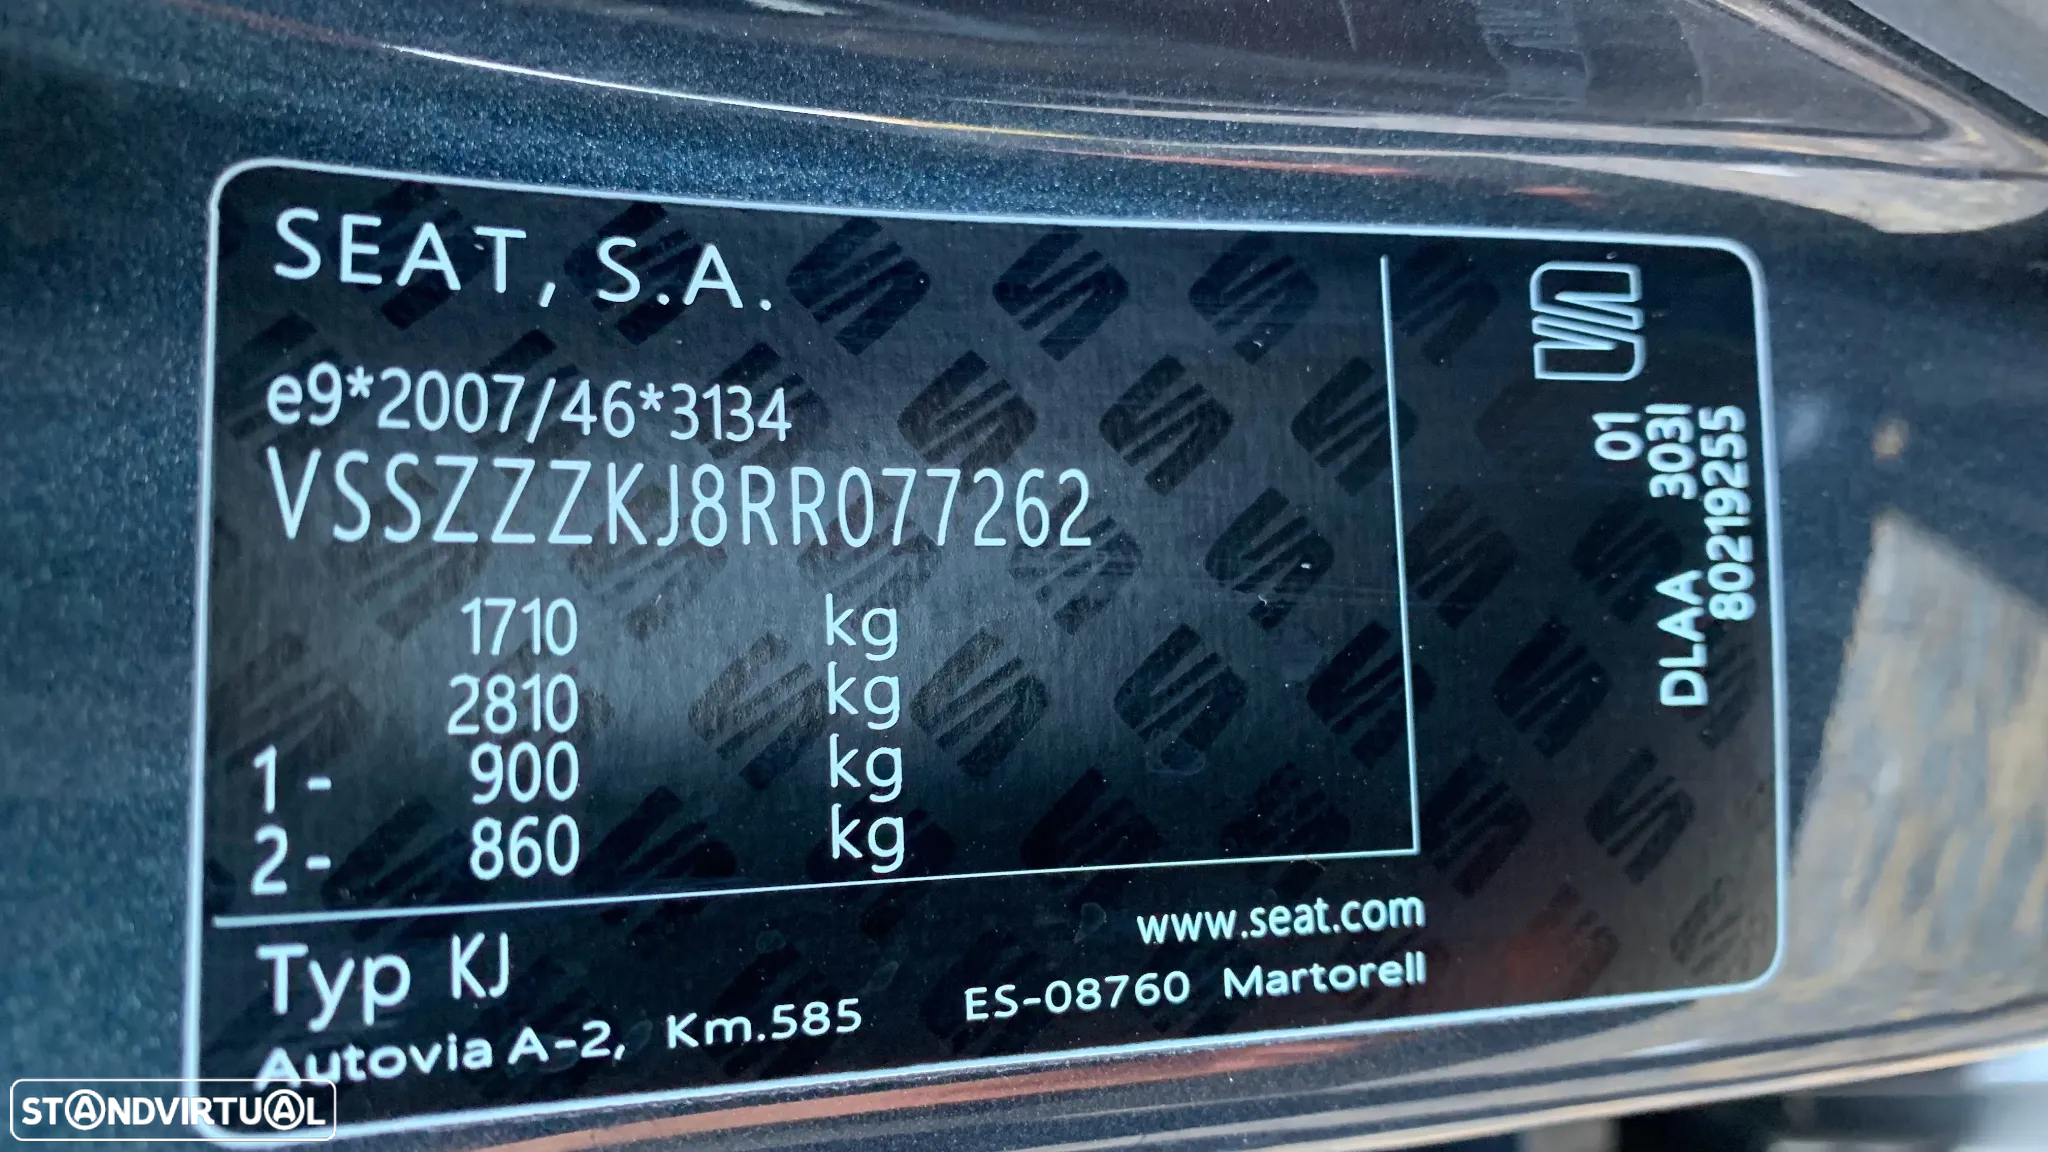 SEAT, S.A.
e9*2007/46*3134
VSSZZZKJ8RR077262
1710 kg
2810 kg
1- 900 kg
2- 860 kg
Typ KJ
www.seat.com
Autovia A-2, Km.585 ES-08760 Martorell
01
DLAA 303I
80219255
STANDVIRTUAL